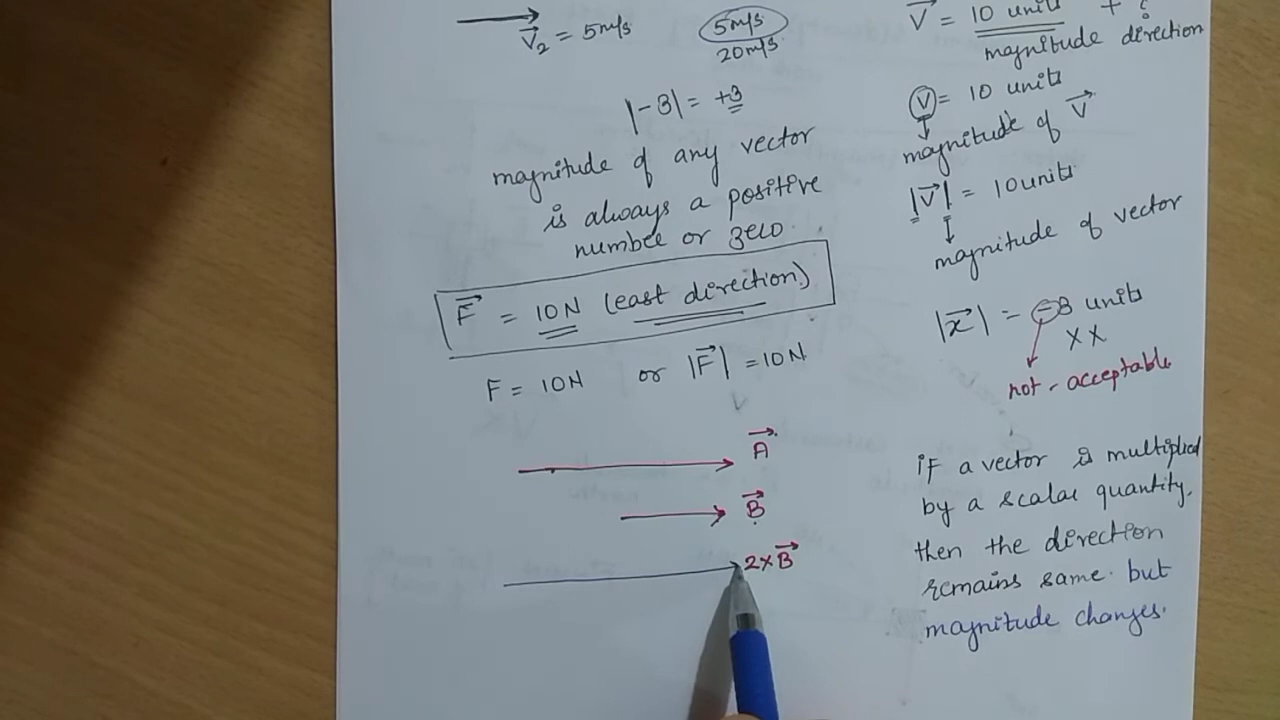 V⃗₂ = 5m/s
5m/s
20m/s
|-3| = +3
magnitude of any vector
is always a positive
number or zero.
F⃗ = 10N (east direction)
F = 10N or |F⃗| = 10N
A⃗
B⃗
2×B⃗
V⃗ = 10 units +
magnitude direction
V = 10 units
magnitude of V⃗
|V⃗| = 10units
magnitude of vector
|x⃗| = -8 units
××
not-acceptable
if a vector is multiplied
by a scalar quantity,
then the direction
remains same but
magnitude changes.